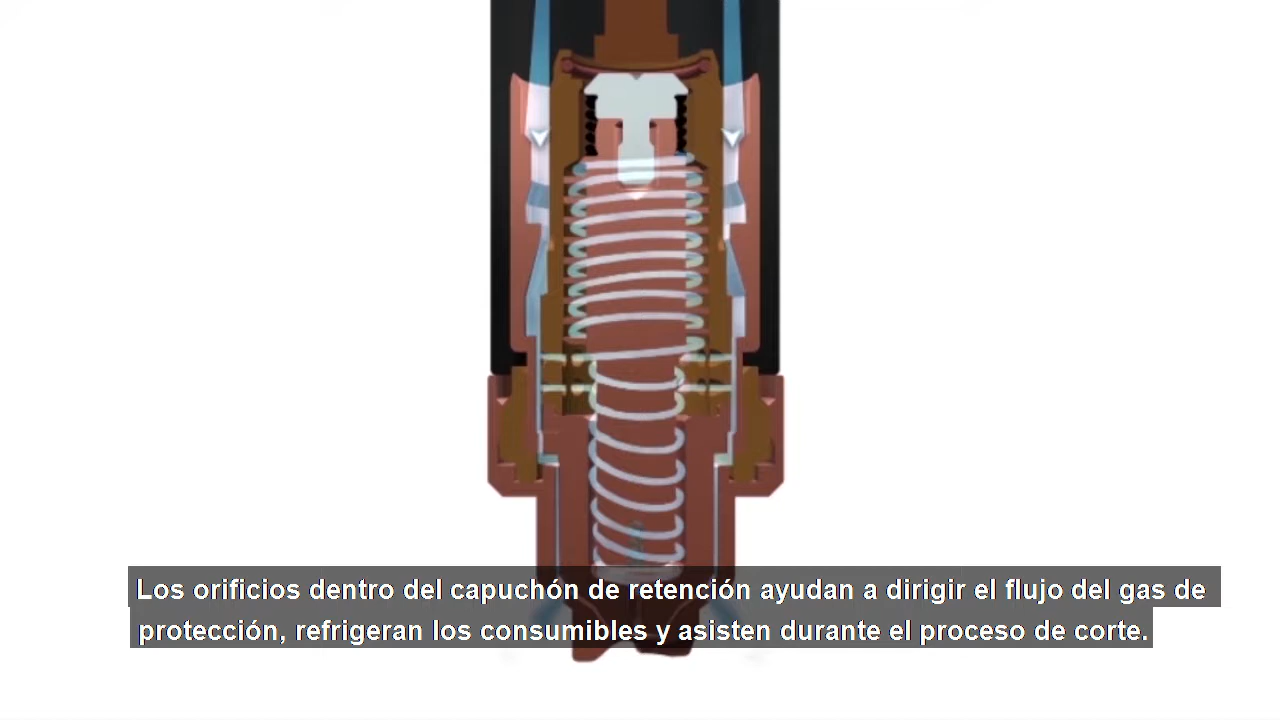 Los orificios dentro del capuchón de retención ayudan a dirigir el flujo del gas de
protección, refrigeran los consumibles y asisten durante el proceso de corte.